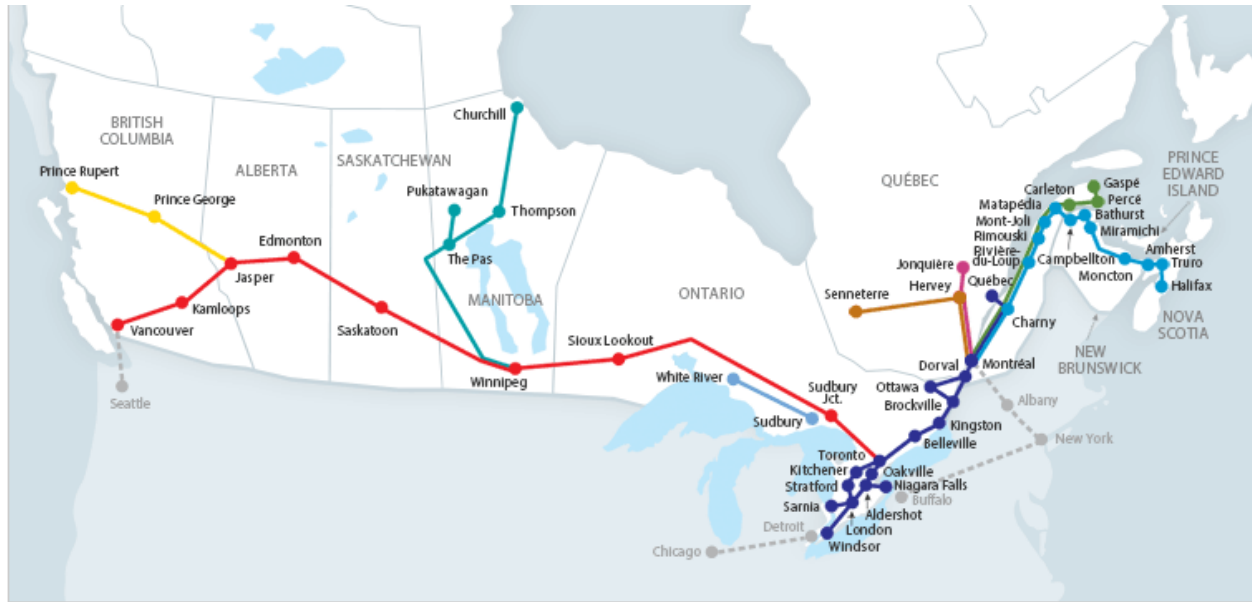 Churchill
BRITISH
COLUMBIA
SASKATCHEWAN
ALBERTA
PRINCE
EDWARD
ISLAND
Prince Rupert
QUÉBEC
Gaspé
Carleton
Pukatawagan
Percé
Prince George
Matapédia
Thompson
Bathurst
Mont-Joli
Miramichi
Edmonton
Rimouski
Rivière-
du-Loup
Amherst
The Pas
Campbellton
Truro
Jonquière
Jasper
Moncton
Québec
Hervey
Halifax
MANITOBA
ONTARIO
Senneterre
Kamloops
NOVA
SCOTIA
Charny
Vancouver
Saskatoon
Sioux Lookout
NEW
BRUNSWICK
Dorval
Montréal
White River
Winnipeg
Ottawa
Sudbury
Jct.
Seattle
Brockville
Albany
Sudbury
Kingston
Belleville
New York
Toronto
Kitchener
Oakville
Stratford
Niagara Falls
Buffalo
Sarnia
Aldershot
Detroit
London
Windsor
Chicago